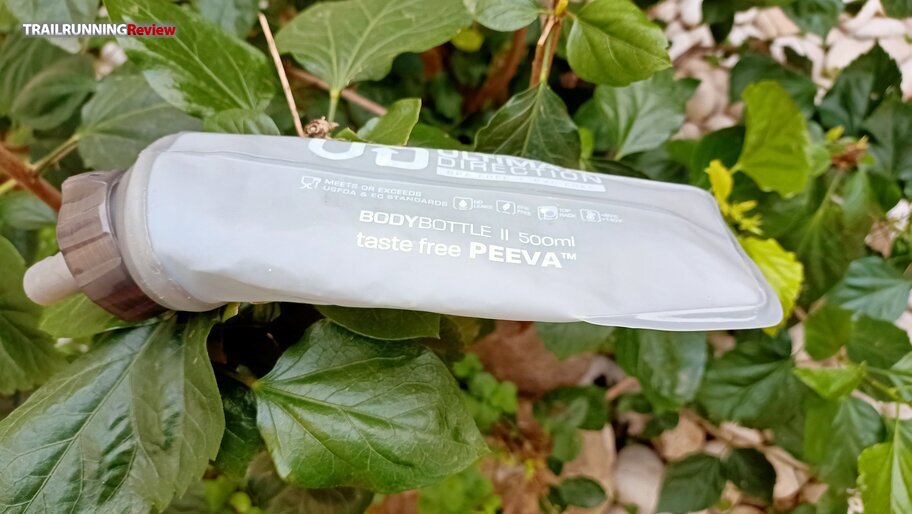 TRAILRUNNINGReview
UD ULTIMATE
DIRECTION
MEETS OR EXCEEDS
USFDA & EC STANDARDS
BODYBOTTLE II 500ml
taste free PEEVA™